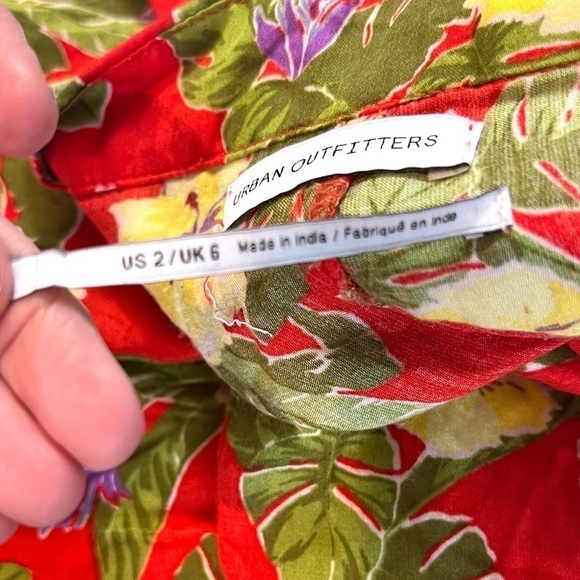 URBAN OUTFITTERS
US 2 / UK 6 Made in India / Fabriqué en Inde